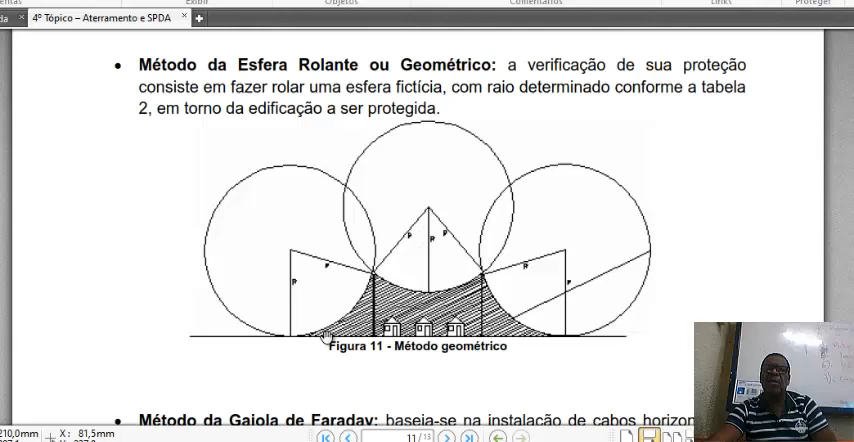 Exibir
Objetos
Comentários
Links
Proteger
da × 4º Tópico – Aterramento e SPDA ×
• Método da Esfera Rolante ou Geométrico: a verificação de sua proteção
consiste em fazer rolar uma esfera fictícia, com raio determinado conforme a tabela
2, em torno da edificação a ser protegida.
R R R
R R
R R
Figura 11 - Método geométrico
• Método da Gaiola de Faraday: baseia-se na instalação de cabos horizon
210,0mm X: 81,5mm
11 / 13